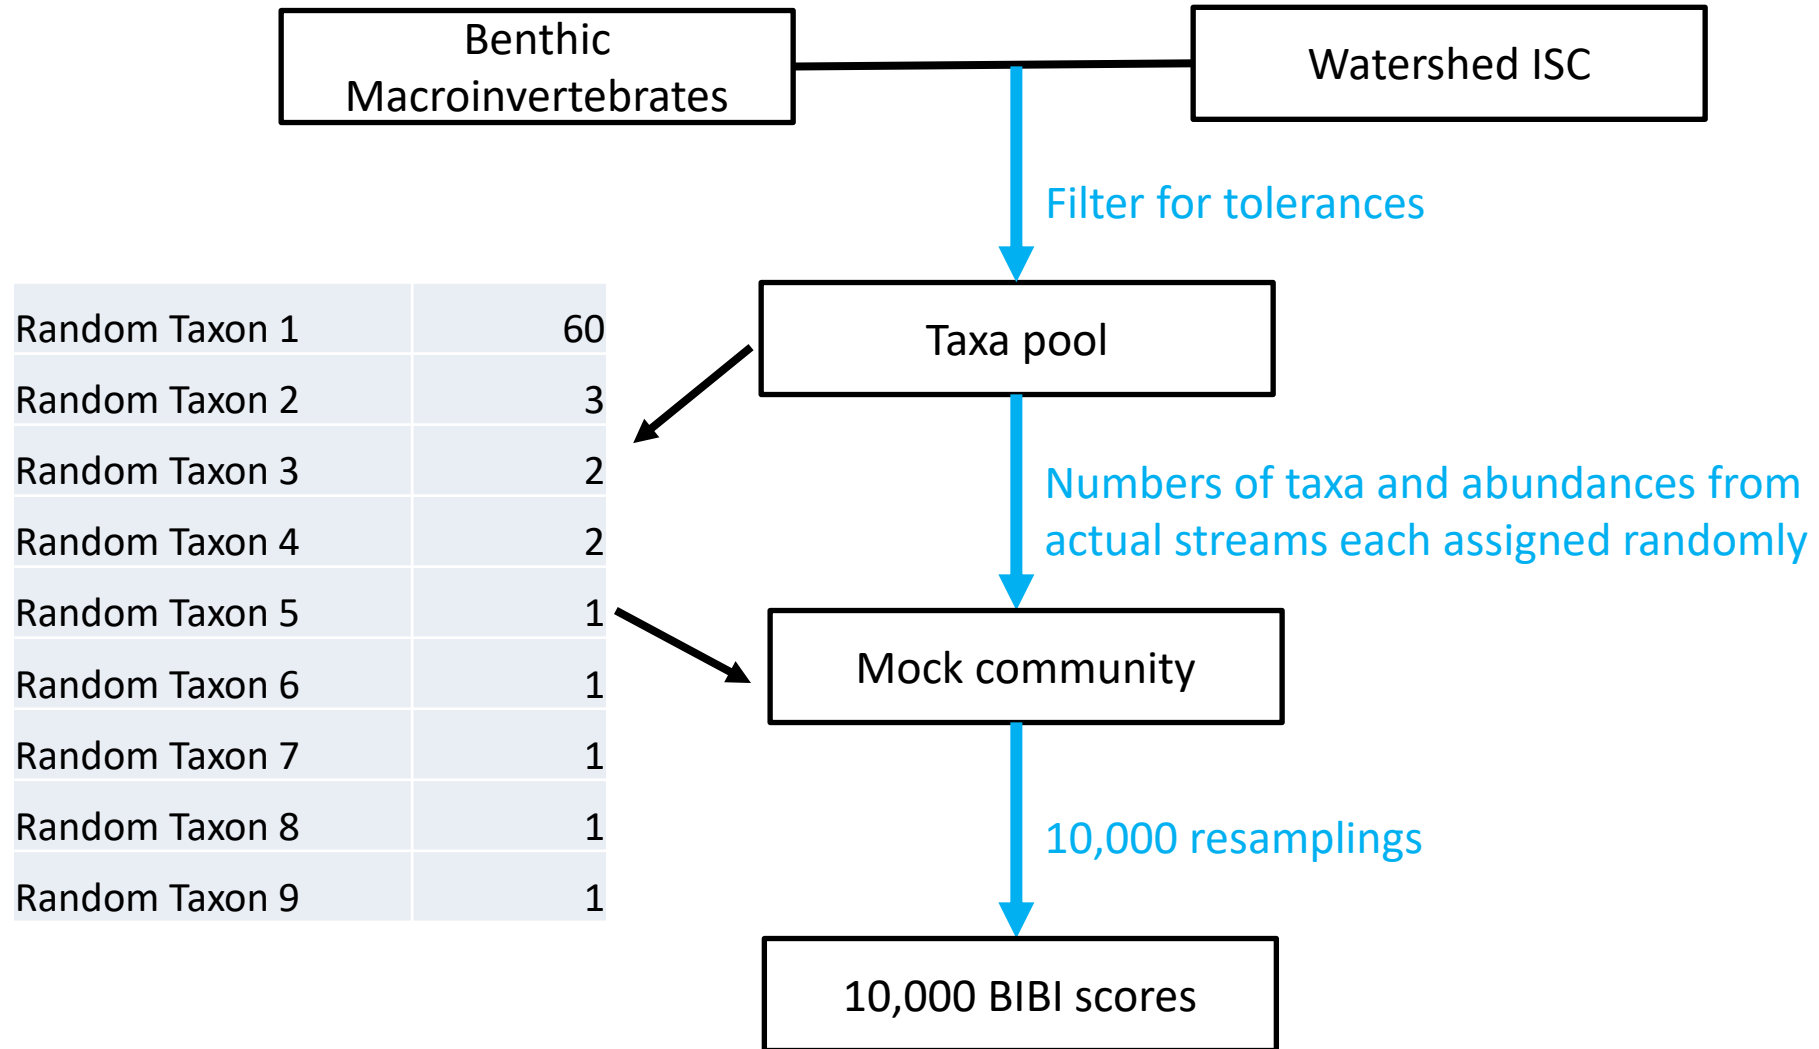 Benthic
Macroinvertebrates
Watershed ISC
Filter for tolerances
Taxa pool
Random Taxon 1 60
Random Taxon 2 3
Random Taxon 3 2
Random Taxon 4 2
Random Taxon 5 1
Random Taxon 6 1
Random Taxon 7 1
Random Taxon 8 1
Random Taxon 9 1
Numbers of taxa and abundances from
actual streams each assigned randomly
Mock community
10,000 resamplings
10,000 BIBI scores